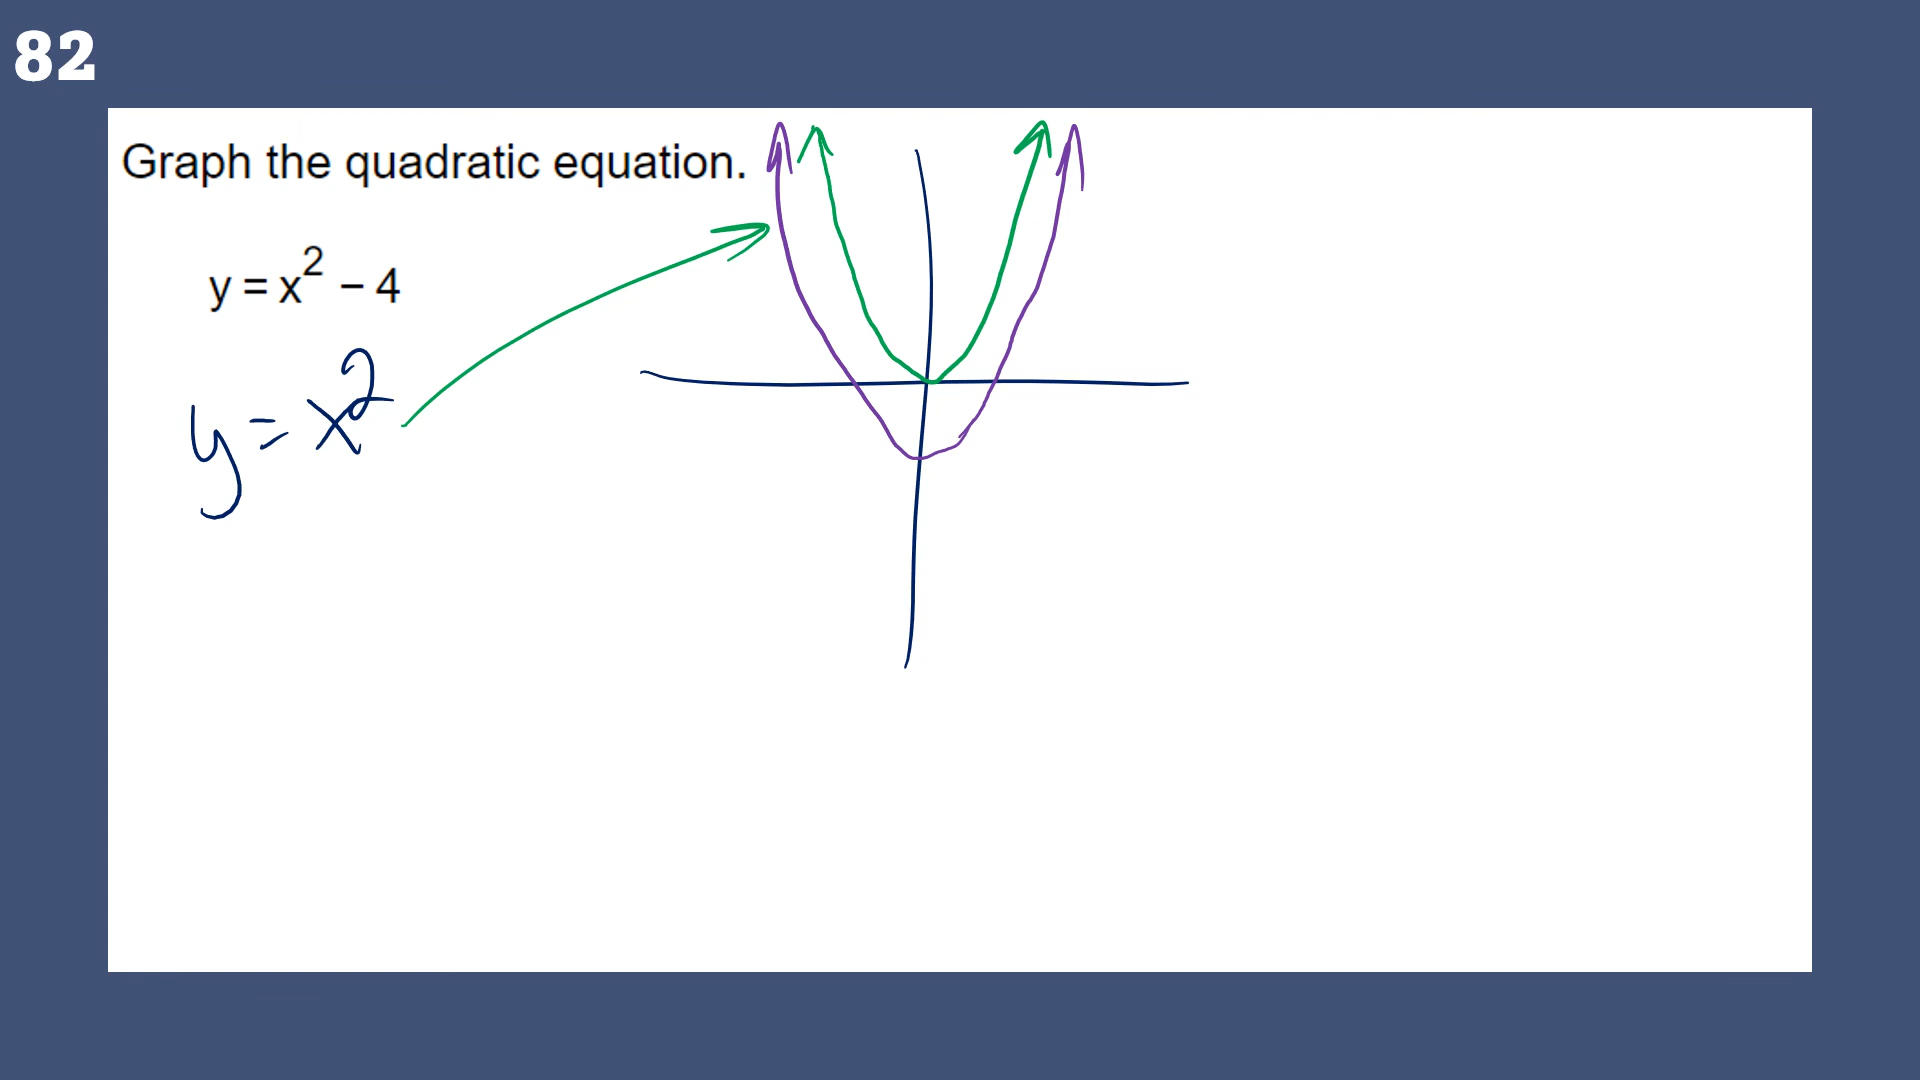 82
Graph the quadratic equation.
y = x² – 4
y = x²